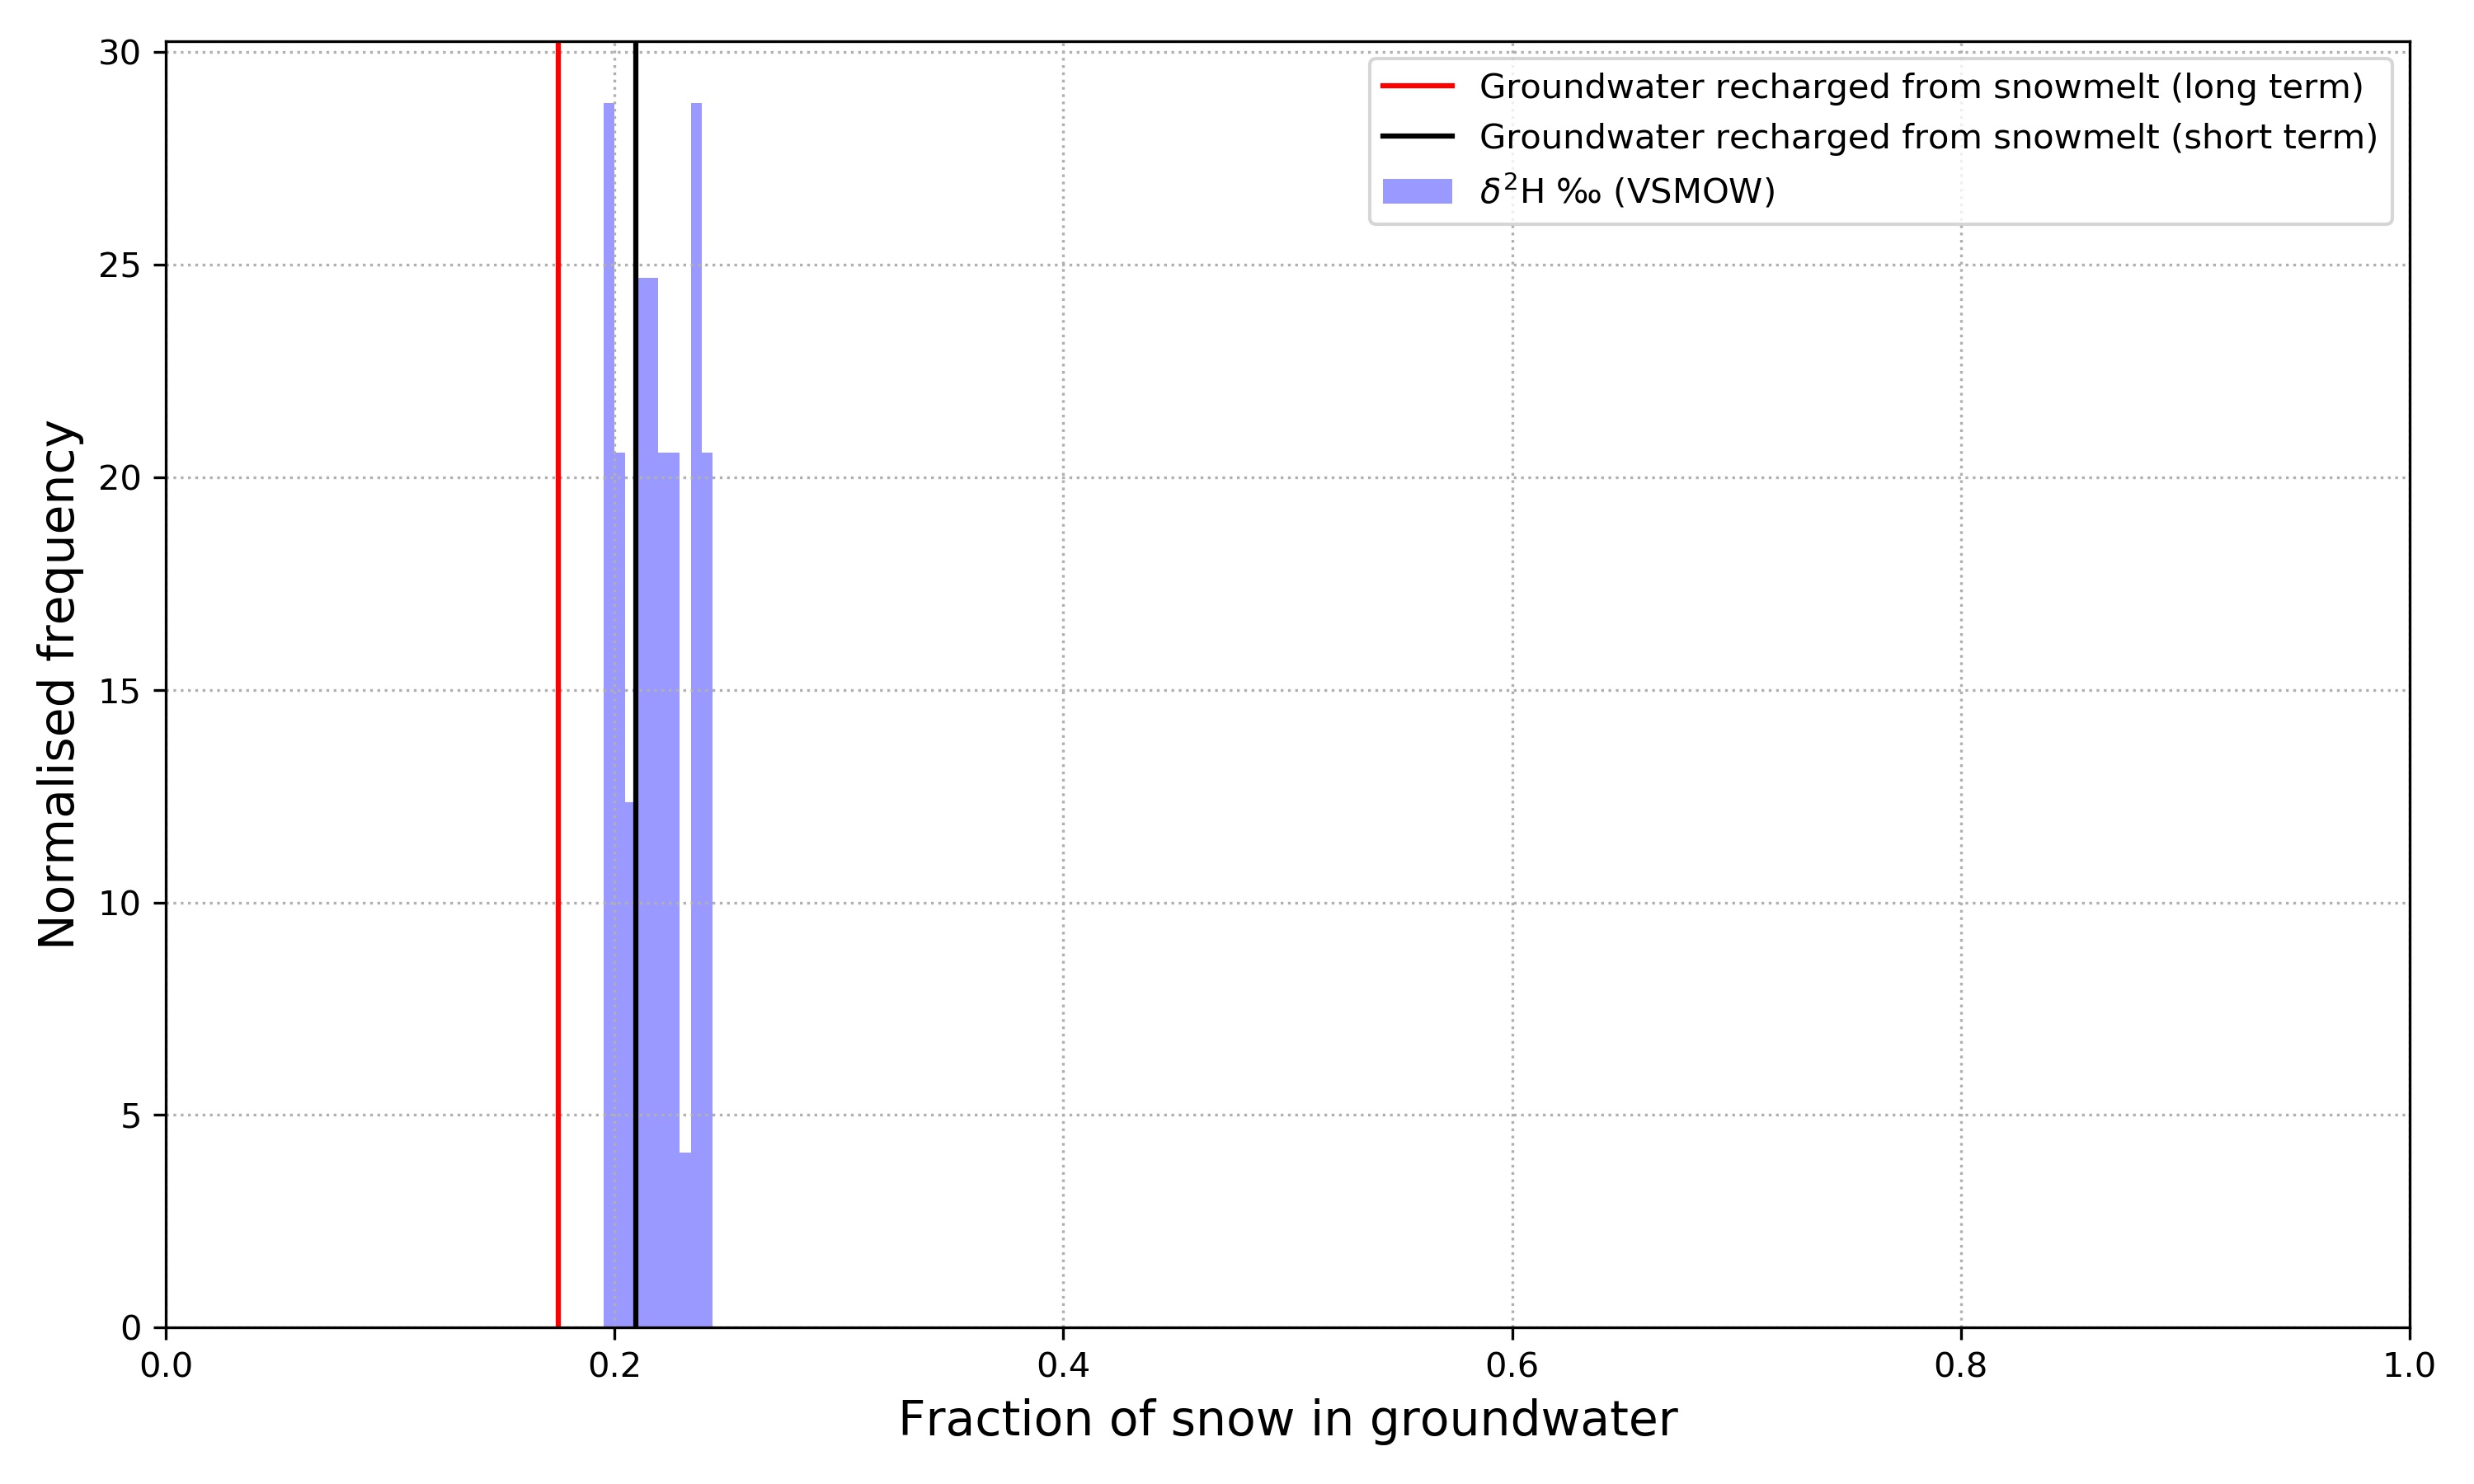 30
25
20
15
10
5
0
Normalised frequency
Groundwater recharged from snowmelt (long term)
Groundwater recharged from snowmelt (short term)
δ²H ‰ (VSMOW)
0.0 0.2 0.4 0.6 0.8 1.0
Fraction of snow in groundwater